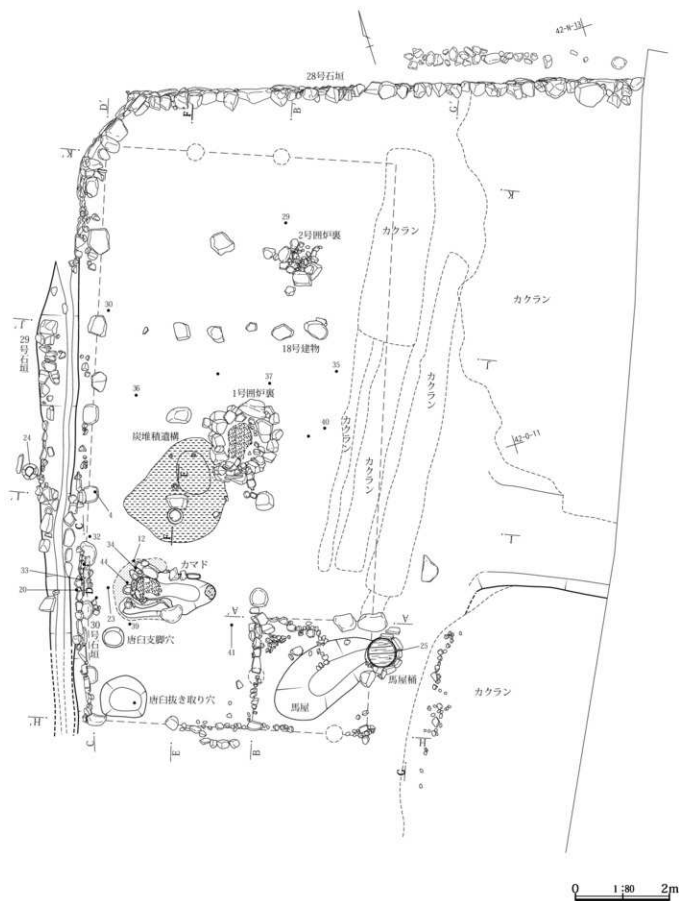 42-N-13
28号石垣
D'
F'
B'
G'
K'
K
29
2号囲炉裏
カクラン
カクラン
30
J'
J
29号石垣
18号建物
35
37
36
1号囲炉裏
カクラン
カクラン
カクラン
40
炭堆積遺構
42-O-11
24
E'
I'
I
4
C'
F
32
34
12
カマド
33
44
D
20
23
39
A'
A
41
25
30号石垣
唐臼支脚穴
馬屋桶
カクラン
唐臼抜き取り穴
馬屋
H'
H
C
E
B
G
0
1:80
2m